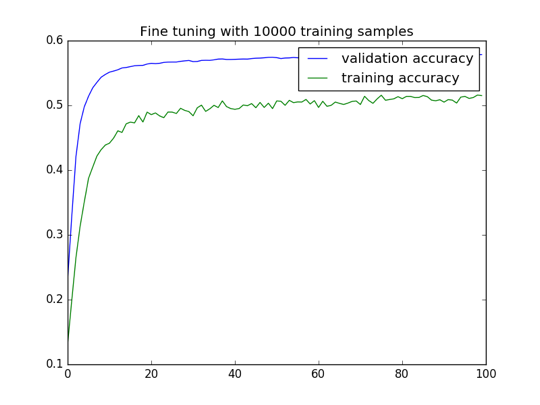 Fine tuning with 10000 training samples
0.6
validation accuracy
training accuracy
0.5
0.4
0.3
0.2
0.1
0 20 40 60 80 100